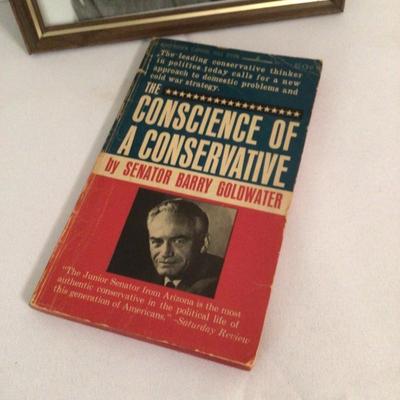 The leading conservative thinker
in politics today calls for a new
approach to domestic problems and
cold war strategy.
THE
CONSCIENCE OF
A CONSERVATIVE
by SENATOR BARRY GOLDWATER
"The Junior Senator from Arizona is the most
authentic conservative in the political life of
this generation of Americans." –Saturday Review